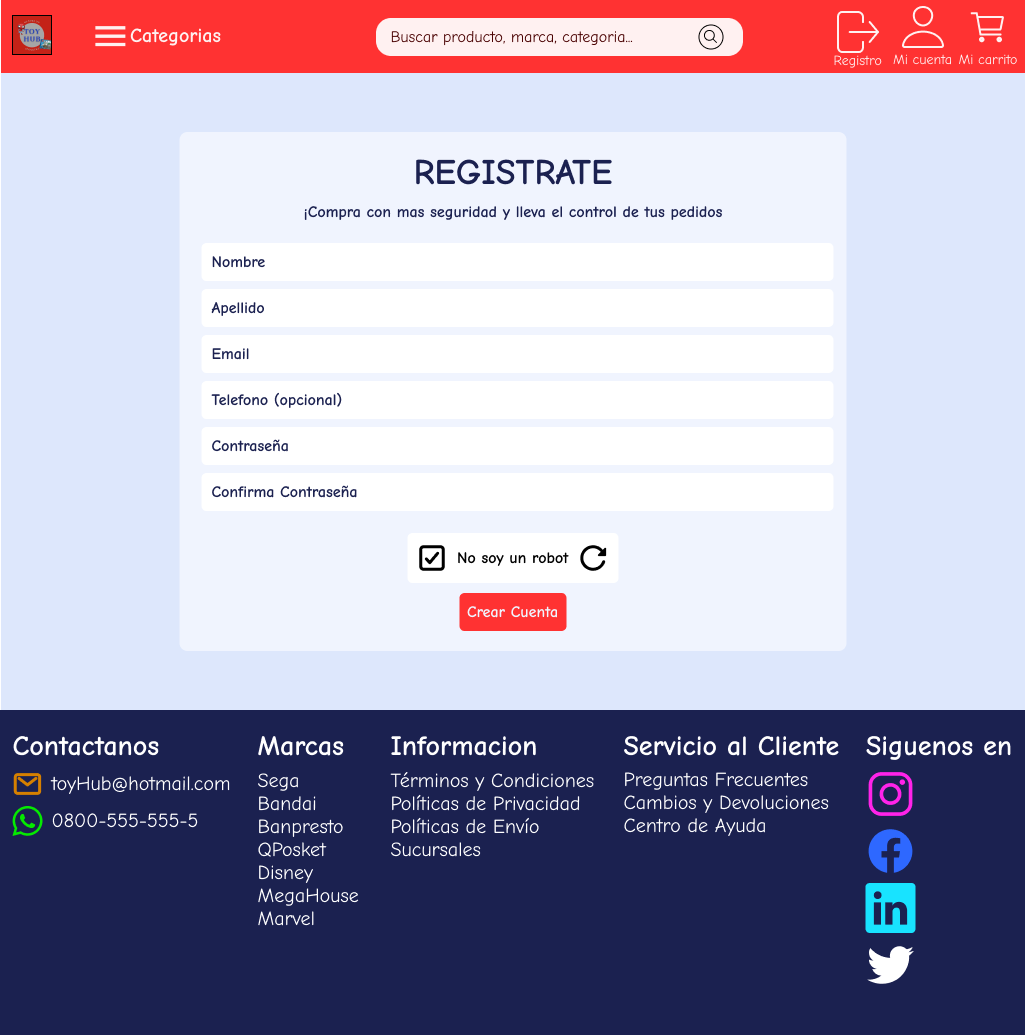 TOY
HUB
Categorias
Buscar producto, marca, categoria...
Registro
Mi cuenta
Mi carrito
REGISTRATE
¡Compra con mas seguridad y lleva el control de tus pedidos
Nombre
Apellido
Email
Telefono (opcional)
Contraseña
Confirma Contraseña
No soy un robot
Crear Cuenta
Contactanos
toyHub@hotmail.com
0800-555-555-5
Marcas
Sega
Bandai
Banpresto
QPosket
Disney
MegaHouse
Marvel
Informacion
Términos y Condiciones
Políticas de Privacidad
Políticas de Envío
Sucursales
Servicio al Cliente
Preguntas Frecuentes
Cambios y Devoluciones
Centro de Ayuda
Siguenos en
in